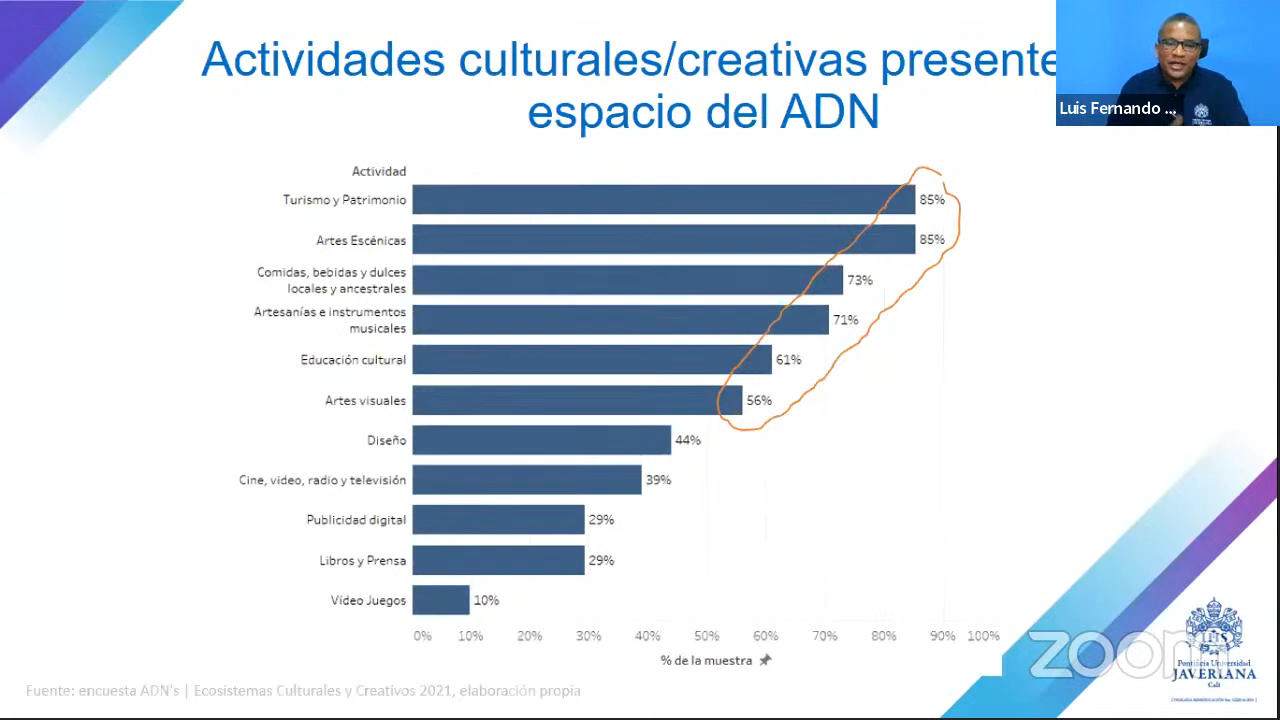 Actividades culturales/creativas presente
espacio del ADN
Luis Fernando ...
Actividad
Turismo y Patrimonio
85%
Artes Escénicas
85%
Comidas, bebidas y dulces
locales y ancestrales
73%
Artesanías e instrumentos
musicales
71%
Educación cultural
61%
Artes visuales
56%
Diseño
44%
Cine, video, radio y televisión
39%
Publicidad digital
29%
Libros y Prensa
29%
Vídeo Juegos
10%
0% 10% 20% 30% 40% 50% 60% 70% 80% 90% 100%
% de la muestra
zoom
Pontificia Universidad
JAVERIANA
Cali
Fuente: encuesta ADN's | Ecosistemas Culturales y Creativos 2021, elaboración propia